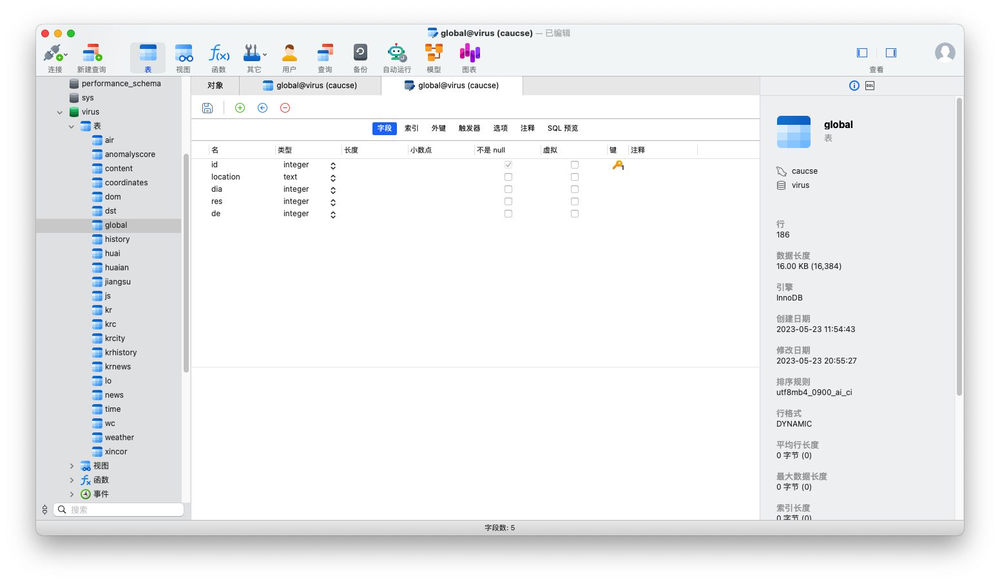 global@virus (caucse) — 已编辑
连接 新建查询 表 视图 函数 其它 用户 查询 备份 自动运行 模型 图表 查看
对象 global@virus (caucse) global@virus (caucse)
字段 索引 外键 触发器 选项 注释 SQL 预览
名 类型 长度 小数点 不是 null 虚拟 键 注释
id integer 1
location text
dia integer
res integer
de integer
performance_schema
sys
virus
表
air
anomalyscore
content
coordinates
dom
dst
global
history
huai
huaian
jiangsu
js
kr
krc
krcity
krhistory
krnews
lo
news
time
wc
weather
xincor
视图
函数
事件
搜索
DDL
global
表
caucse
virus
行
186
数据长度
16.00 KB (16,384)
引擎
InnoDB
创建日期
2023-05-23 11:54:43
修改日期
2023-05-23 20:55:27
排序规则
utf8mb4_0900_ai_ci
行格式
DYNAMIC
平均行长度
0 字节 (0)
最大数据长度
0 字节 (0)
索引长度
0 字节 (0)
字段数: 5